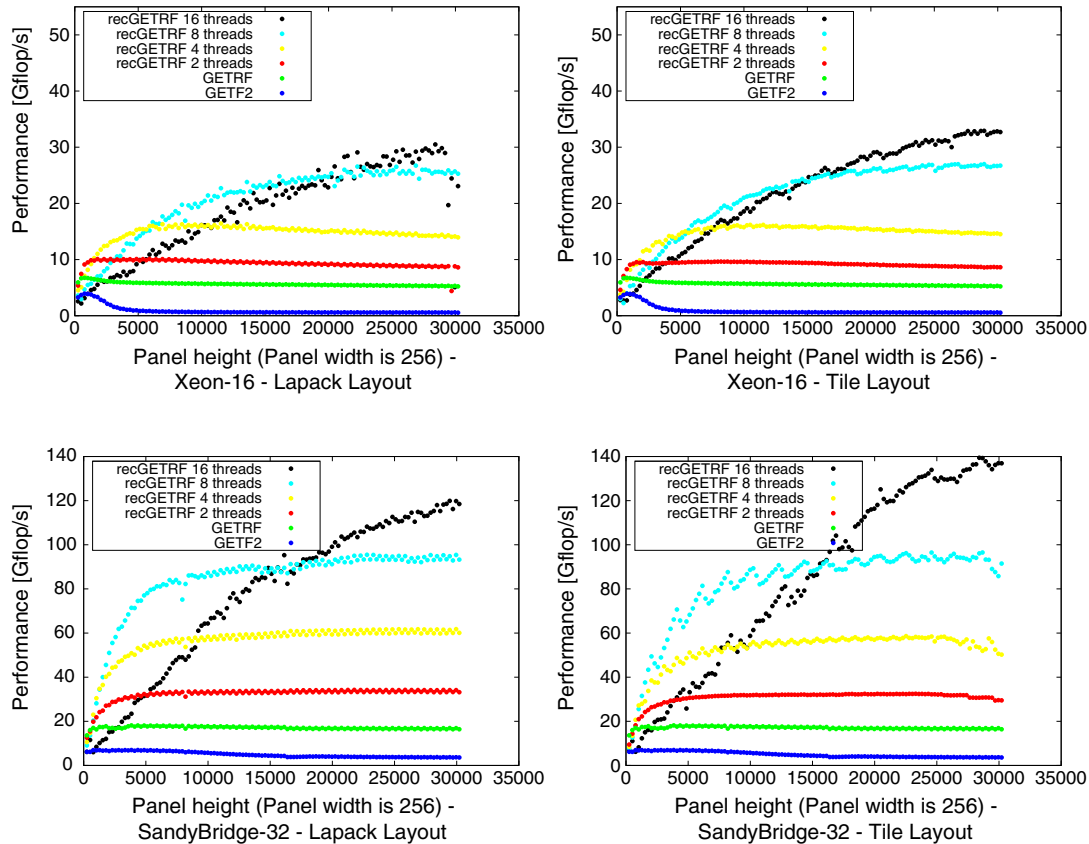 50
40
30
20
10
0
Performance [Gflop/s]
recGETRF 16 threads
recGETRF 8 threads
recGETRF 4 threads
recGETRF 2 threads
GETRF
GETF2
0 5000 10000 15000 20000 25000 30000 35000
Panel height (Panel width is 256) -
Xeon-16 - Lapack Layout
50
40
30
20
10
0
Performance [Gflop/s]
recGETRF 16 threads
recGETRF 8 threads
recGETRF 4 threads
recGETRF 2 threads
GETRF
GETF2
0 5000 10000 15000 20000 25000 30000 35000
Panel height (Panel width is 256) -
Xeon-16 - Tile Layout
140
120
100
80
60
40
20
0
Performance [Gflop/s]
recGETRF 16 threads
recGETRF 8 threads
recGETRF 4 threads
recGETRF 2 threads
GETRF
GETF2
0 5000 10000 15000 20000 25000 30000 35000
Panel height (Panel width is 256) -
SandyBridge-32 - Lapack Layout
140
120
100
80
60
40
20
0
Performance [Gflop/s]
recGETRF 16 threads
recGETRF 8 threads
recGETRF 4 threads
recGETRF 2 threads
GETRF
GETF2
0 5000 10000 15000 20000 25000 30000 35000
Panel height (Panel width is 256) -
SandyBridge-32 - Tile Layout